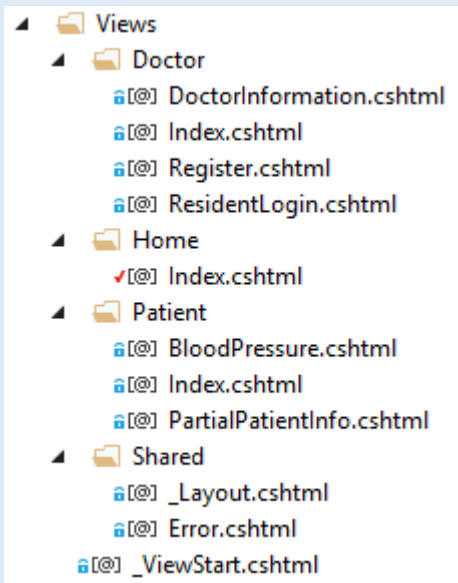 Views
Doctor
[@] DoctorInformation.cshtml
[@] Index.cshtml
[@] Register.cshtml
[@] ResidentLogin.cshtml
Home
[@] Index.cshtml
Patient
[@] BloodPressure.cshtml
[@] Index.cshtml
[@] PartialPatientInfo.cshtml
Shared
[@] _Layout.cshtml
[@] Error.cshtml
[@] _ViewStart.cshtml